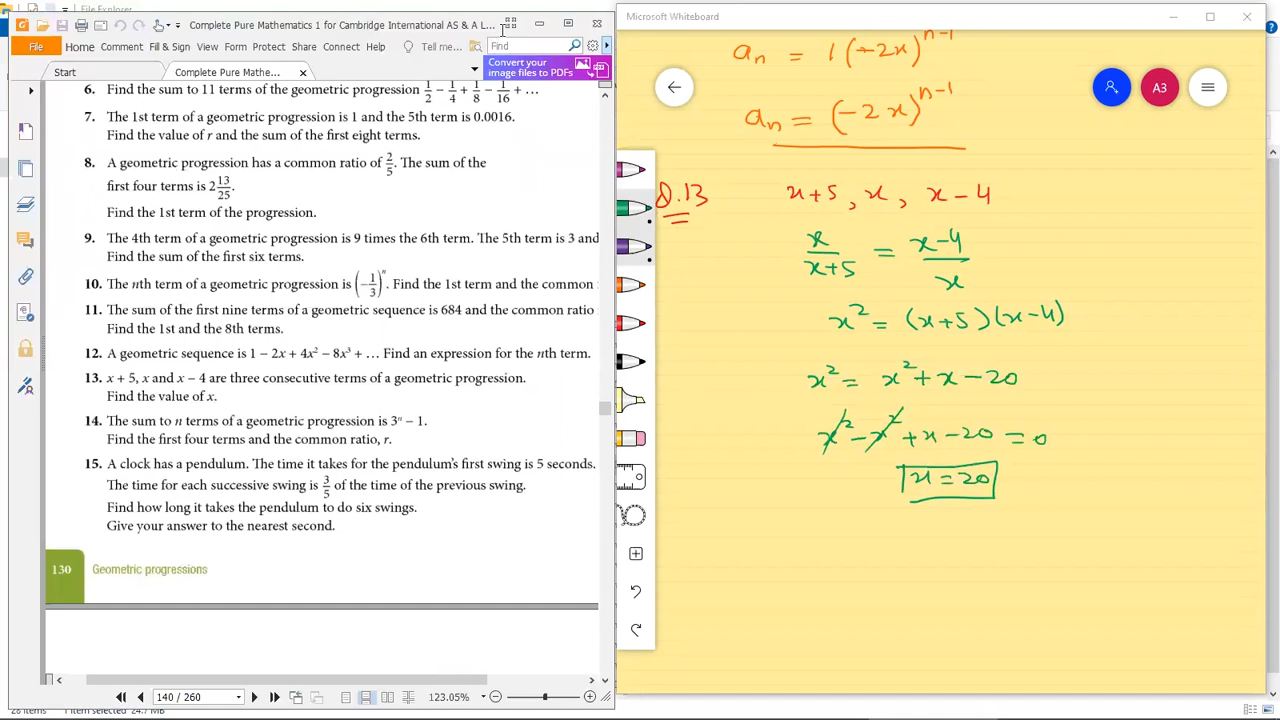 Complete Pure Mathematics 1 for Cambridge International AS & A L...
File Home Comment Fill & Sign View Form Protect Share Connect Help Tell me... Find
Start Complete Pure Mathe... Convert your image files to PDFs
6. Find the sum to 11 terms of the geometric progression 1/2 − 1/4 + 1/8 − 1/16 + …
7. The 1st term of a geometric progression is 1 and the 5th term is 0.0016.
Find the value of r and the sum of the first eight terms.
8. A geometric progression has a common ratio of 2/5. The sum of the
first four terms is 2 13/25.
Find the 1st term of the progression.
9. The 4th term of a geometric progression is 9 times the 6th term. The 5th term is 3 and
Find the sum of the first six terms.
10. The nth term of a geometric progression is (−1/3)ⁿ. Find the 1st term and the common
11. The sum of the first nine terms of a geometric sequence is 684 and the common ratio
Find the 1st and the 8th terms.
12. A geometric sequence is 1 − 2x + 4x² − 8x³ + … Find an expression for the nth term.
13. x + 5, x and x − 4 are three consecutive terms of a geometric progression.
Find the value of x.
14. The sum to n terms of a geometric progression is 3ⁿ − 1.
Find the first four terms and the common ratio, r.
15. A clock has a pendulum. The time it takes for the pendulum's first swing is 5 seconds.
The time for each successive swing is 3/5 of the time of the previous swing.
Find how long it takes the pendulum to do six swings.
Give your answer to the nearest second.
130 Geometric progressions
140 / 260 123.05%
Microsoft Whiteboard
A3
aₙ = 1(−2x)ⁿ⁻¹
aₙ = (−2x)ⁿ⁻¹
Q.13 x+5, x, x−4
x/(x+5) = (x−4)/x
x² = (x+5)(x−4)
x² = x² + x − 20
x² − x² + x − 20 = 0
x = 20